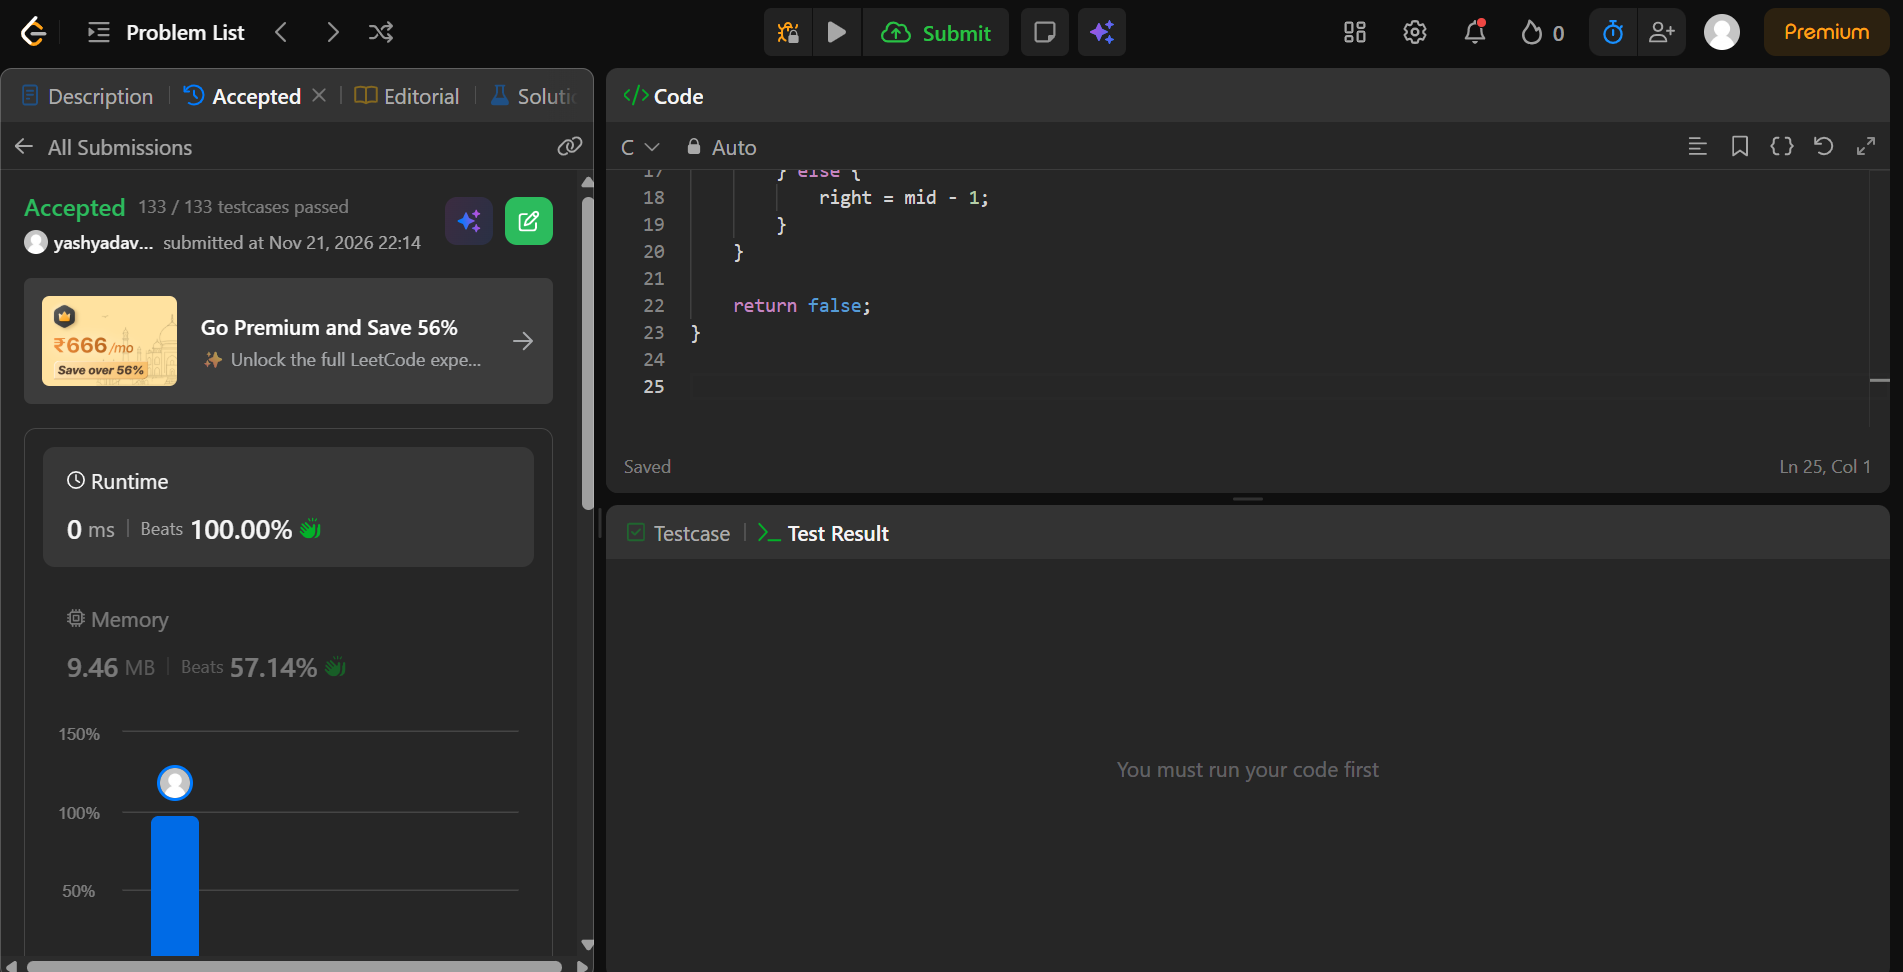 Problem List
Submit
0
Premium
Description
Accepted
Editorial
Solutic
All Submissions
Accepted 133 / 133 testcases passed
yashyadav... submitted at Nov 21, 2026 22:14
₹666 /mo
Save over 56%
Go Premium and Save 56%
✨ Unlock the full LeetCode expe...
Runtime
0 ms | Beats 100.00%
Memory
9.46 MB | Beats 57.14%
150%
100%
50%
</> Code
C
Auto
17 } else {
18 right = mid - 1;
19 }
20 }
21
22 return false;
23 }
24
25
Saved
Ln 25, Col 1
Testcase
Test Result
You must run your code first